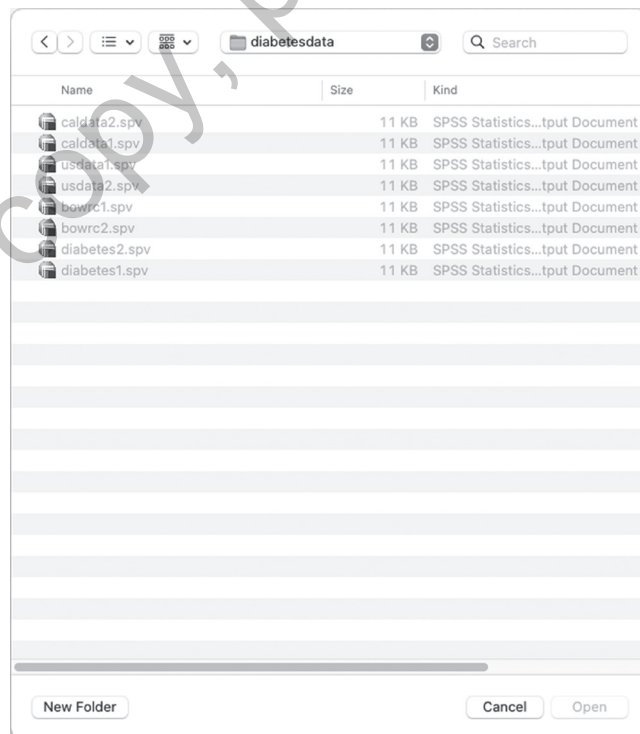 copy, p
diabetesdata
Search
Name Size Kind
caldata2.spv 11 KB SPSS Statistics...tput Document
caldata1.spv 11 KB SPSS Statistics...tput Document
usdata1.spv 11 KB SPSS Statistics...tput Document
usdata2.spv 11 KB SPSS Statistics...tput Document
bowrc1.spv 11 KB SPSS Statistics...tput Document
bowrc2.spv 11 KB SPSS Statistics...tput Document
diabetes2.spv 11 KB SPSS Statistics...tput Document
diabetes1.spv 11 KB SPSS Statistics...tput Document
New Folder Cancel Open